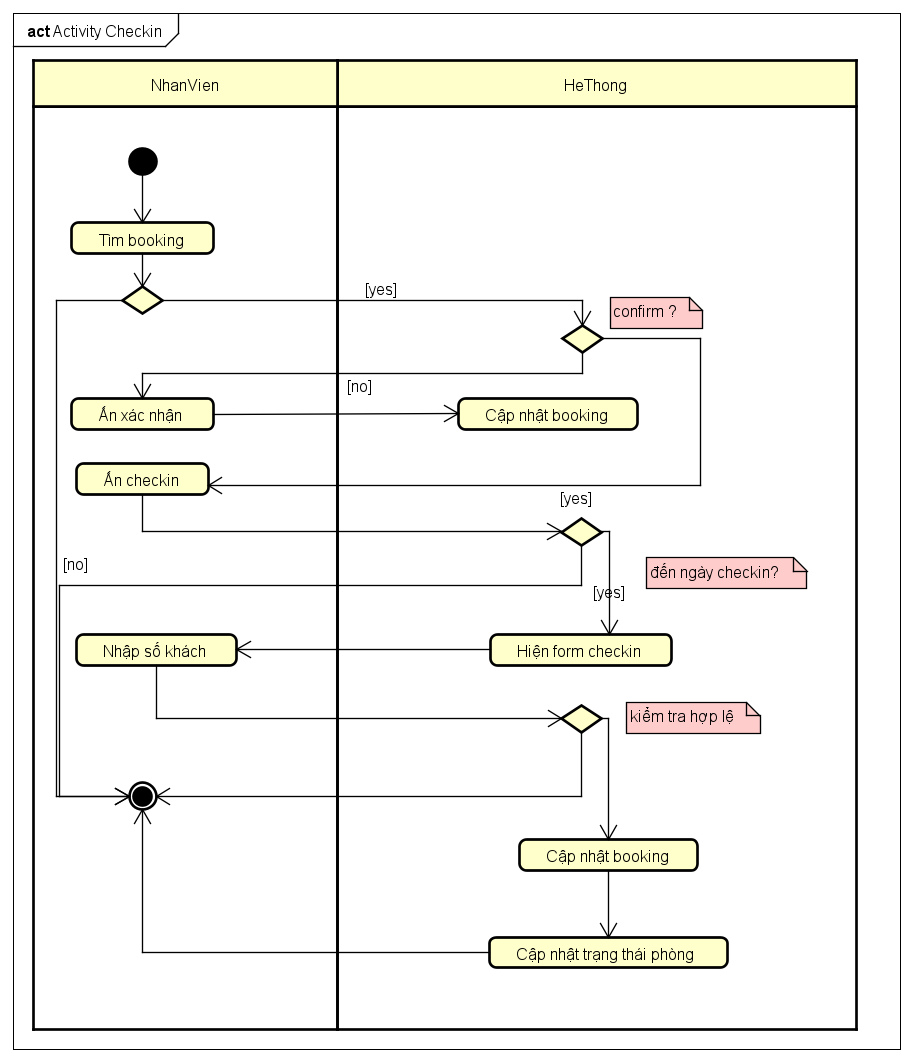 act Activity Checkin
NhanVien
HeThong
Tìm booking
[yes]
confirm ?
[no]
Ấn xác nhận
Cập nhật booking
Ấn checkin
[yes]
[no]
đến ngày checkin?
[yes]
Nhập số khách
Hiện form checkin
kiểm tra hợp lệ
Cập nhật booking
Cập nhật trạng thái phòng